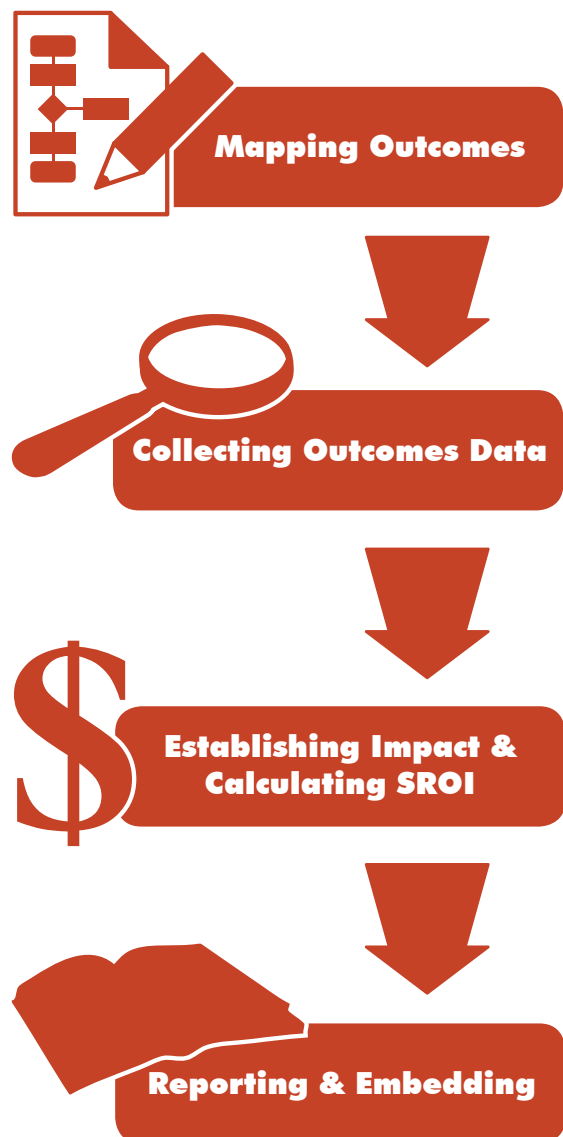 Mapping Outcomes
Collecting Outcomes Data
Establishing Impact &
Calculating SROI
Reporting & Embedding